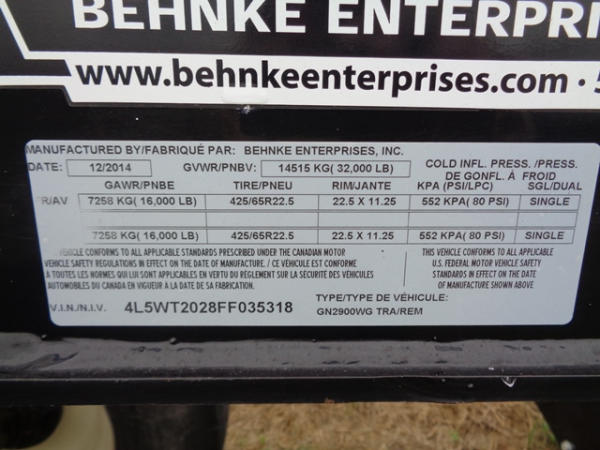 BEHNKE ENTERPRI
www.behnkeenterprises.com · 5
MANUFACTURED BY/FABRIQUÉ PAR: BEHNKE ENTERPRISES, INC.
DATE: 12/2014 GVWR/PNBV: 14515 KG( 32,000 LB) COLD INFL. PRESS. /PRESS.
DE GONFL. À FROID
GAWR/PNBE TIRE/PNEU RIM/JANTE KPA (PSI/LPC) SGL/DUAL
FR/AV 7258 KG( 16,000 LB) 425/65R22.5 22.5 X 11.25 552 KPA( 80 PSI) SINGLE
7258 KG( 16,000 LB) 425/65R22.5 22.5 X 11.25 552 KPA( 80 PSI) SINGLE
VEHICLE CONFORMS TO ALL APPLICABLE STANDARDS PRESCRIBED UNDER THE CANADIAN MOTOR
VEHICLE SAFETY REGULATIONS IN EFFECT ON THE DATE OF MANUFACTURE. / CE VÉHICULE EST CONFORME
A TOUTES LES NORMES QUI LUI SONT APPLICABLES EN VERTU DU RÈGLEMENT SUR LA SÉCURITÉ DES VÉHICULES
AUTOMOBILES DU CANADA EN VIGUEUR A LA DATE DE SA FABRICATION.
THIS VEHICLE CONFORMS TO ALL APPLICABLE
U.S. FEDERAL MOTOR VEHICLE SAFETY
STANDARDS IN EFFECT ON THE
DATE OF MANUFACTURE SHOWN ABOVE.
V.I.N./N.I.V. 4L5WT2028FF035318 TYPE/TYPE DE VÉHICULE:
GN2900WG TRA/REM